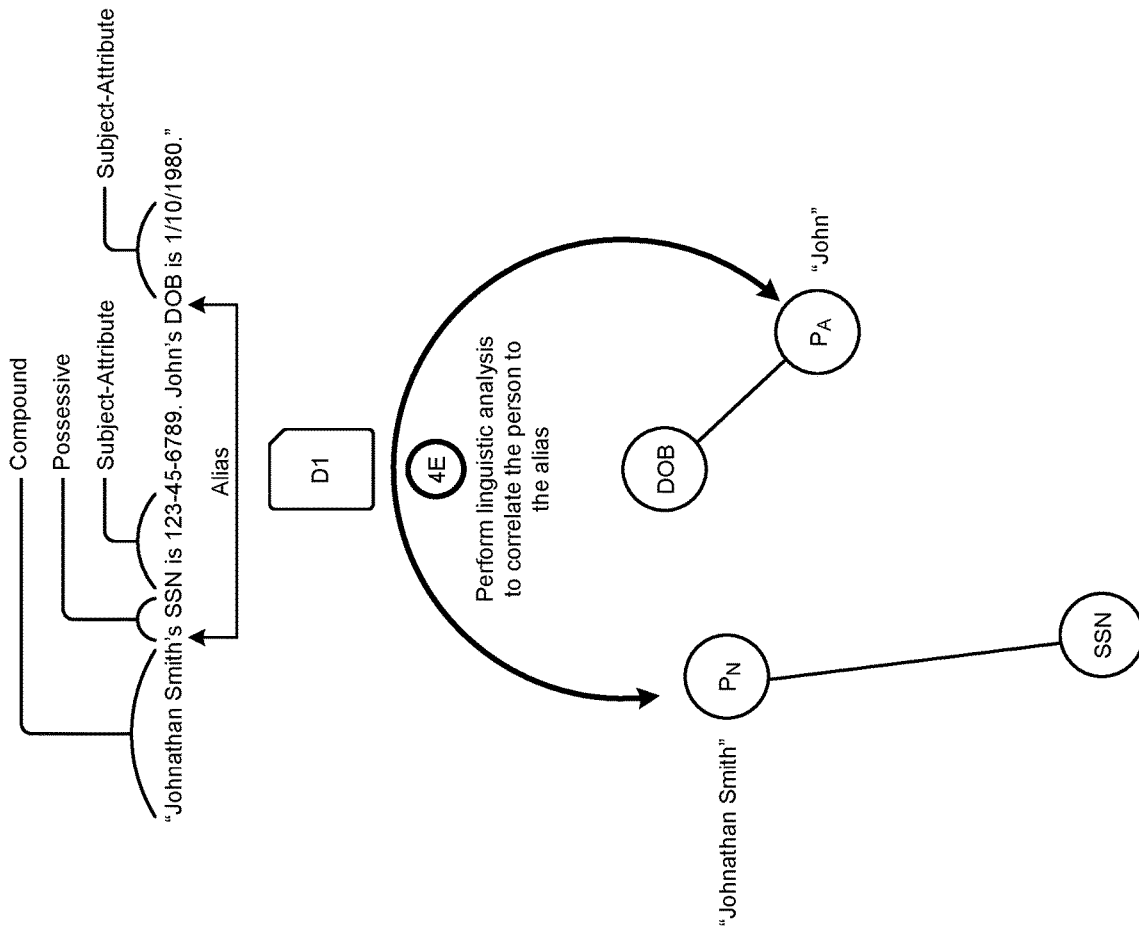 Compound
Possessive
Subject-Attribute
Subject-Attribute
“Johnathan Smith's SSN is 123-45-6789. John's DOB is 1/10/1980.”
Alias
D1
4E
Perform linguistic analysis
to correlate the person to
the alias
“Johnathan Smith”
PN
SSN
DOB
PA
“John”